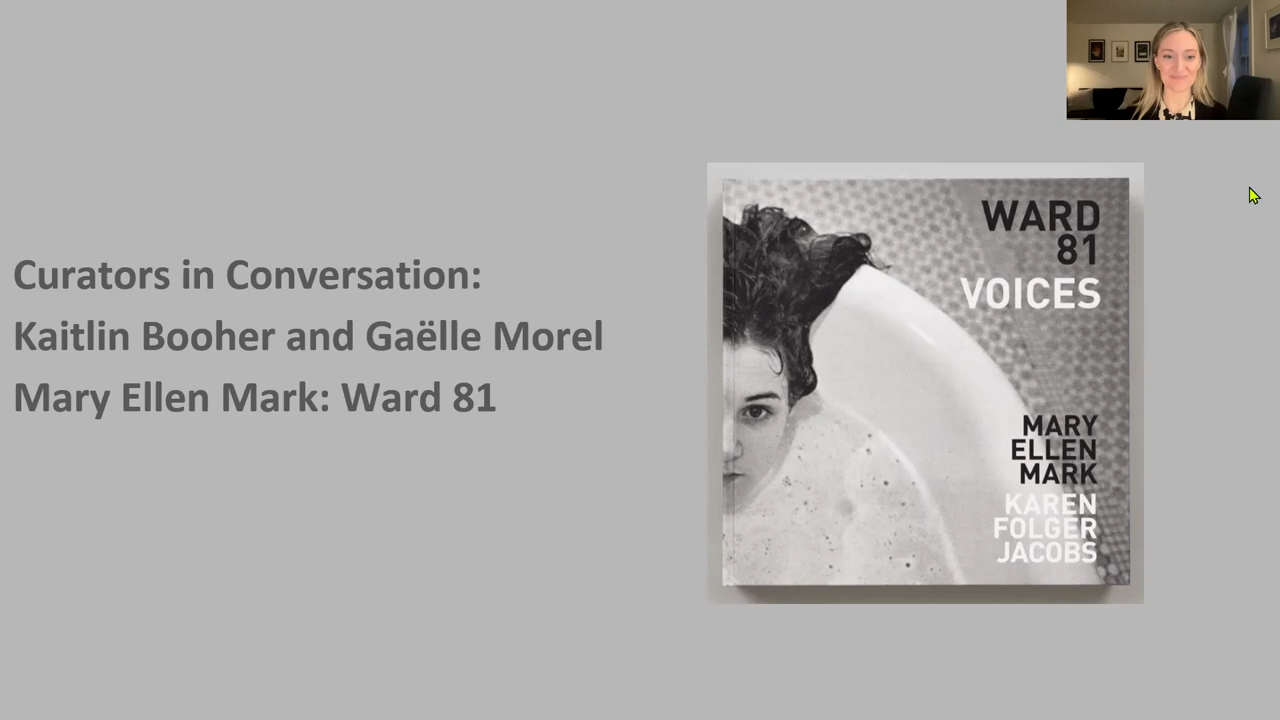 Curators in Conversation:
Kaitlin Booher and Gaëlle Morel
Mary Ellen Mark: Ward 81
WARD
81
VOICES
MARY
ELLEN
MARK
KAREN
FOLGER
JACOBS